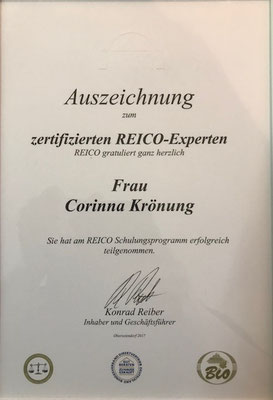 Auszeichnung
zum
zertifizierten REICO-Experten
REICO gratuliert ganz herzlich
Frau
Corinna Krönung
Sie hat am REICO Schulungsprogramm erfolgreich
teilgenommen.
Konrad Reiber
Inhaber und Geschäftsführer
BIO